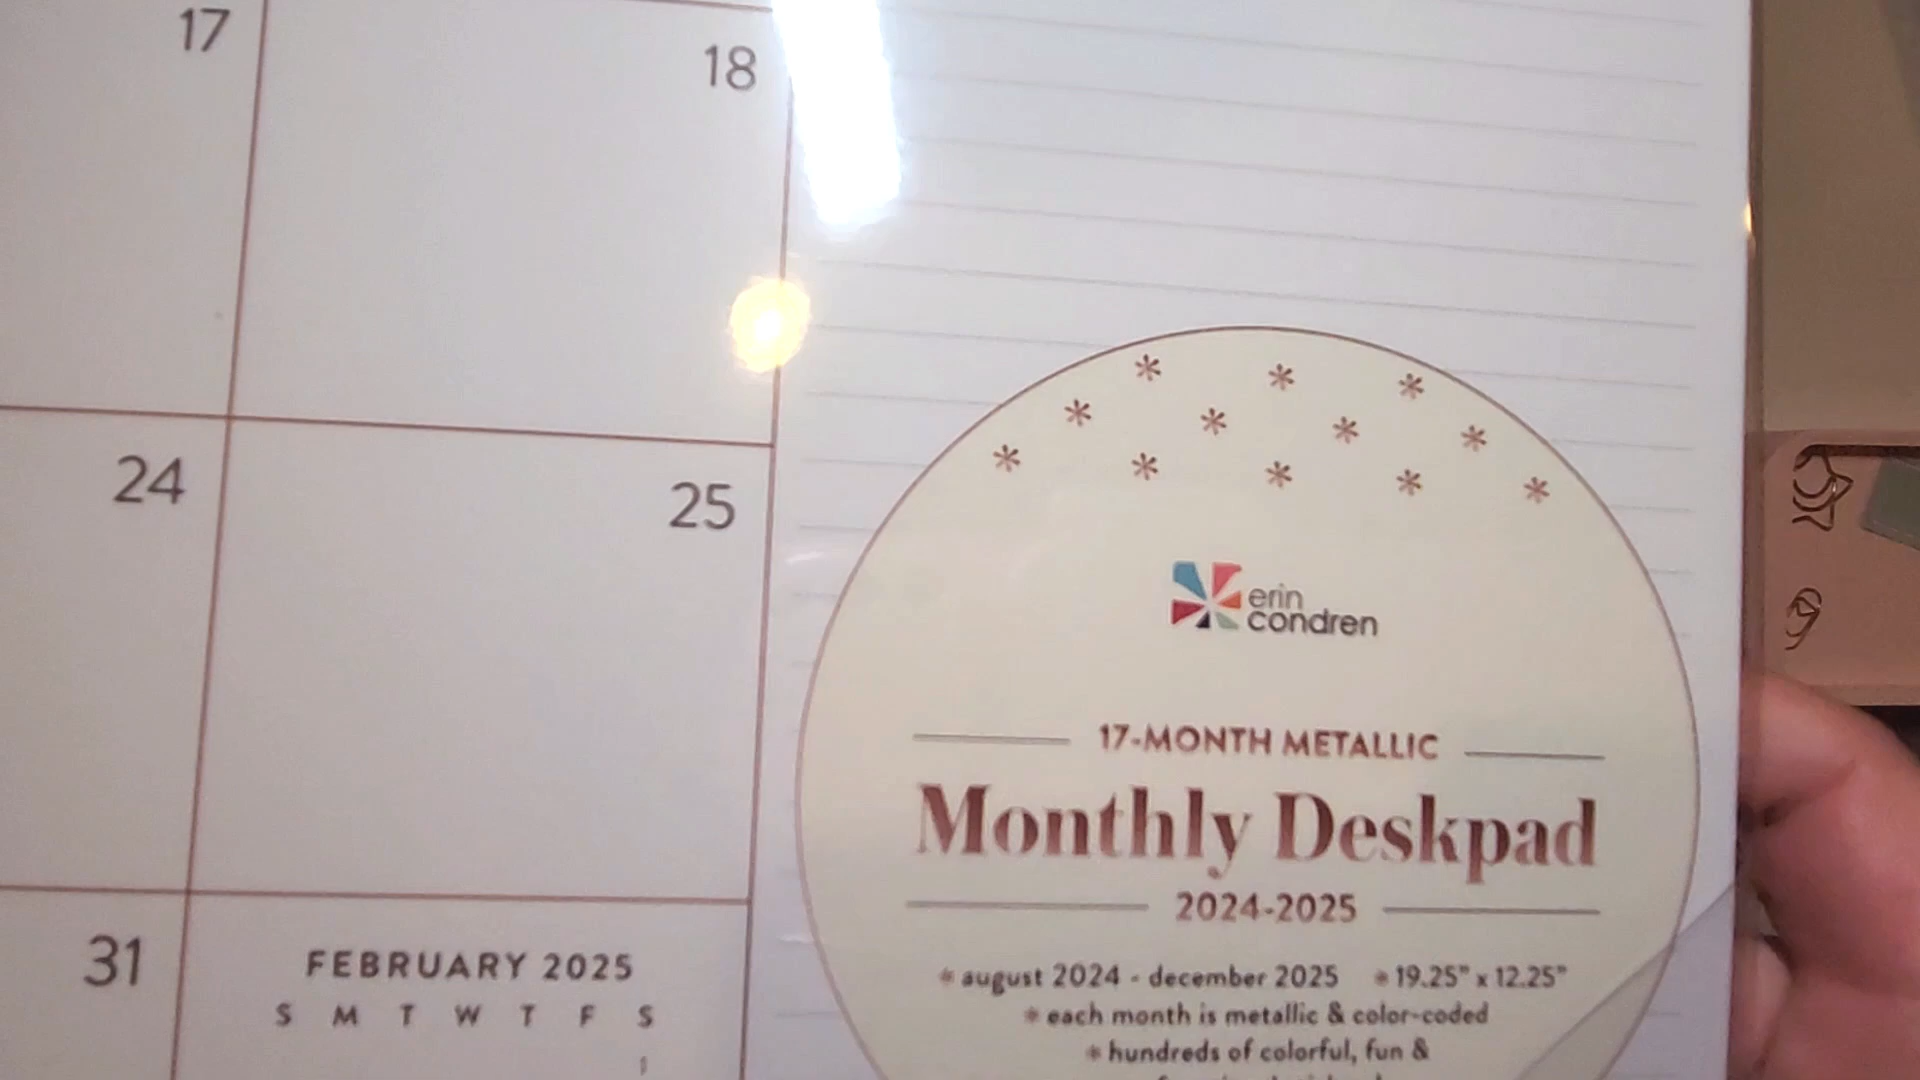 17
18
24
25
31
FEBRUARY 2025
S M T W T F S
1
erin
condren
17-MONTH METALLIC
Monthly Deskpad
2024-2025
* august 2024 - december 2025 * 19.25" x 12.25"
* each month is metallic & color-coded
* hundreds of colorful, fun &